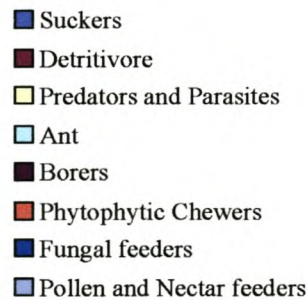 Suckers
Detritivore
Predators and Parasites
Ant
Borers
Phytophytic Chewers
Fungal feeders
Pollen and Nectar feeders